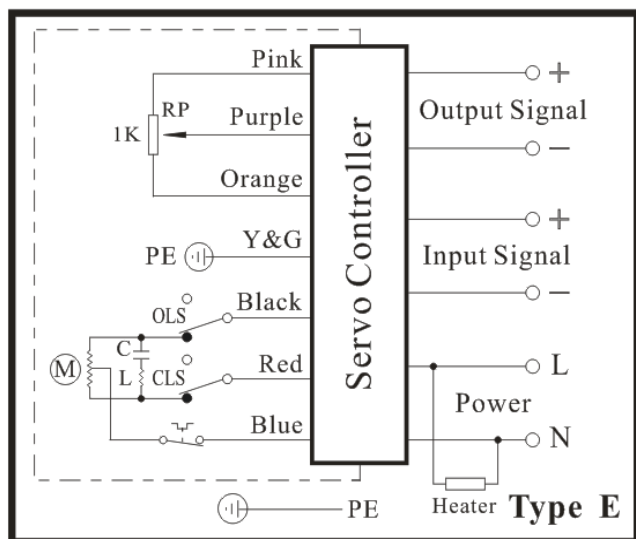 Pink
RP
1K
Purple
Orange
Y&G
PE
OLS
Black
C
L
CLS
Red
M
Blue
PE
Servo Controller
+
Output Signal
−
+
Input Signal
−
L
Power
N
Heater
Type E